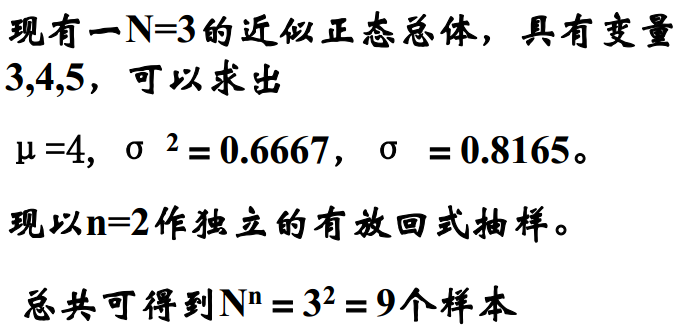 现有一N=3的近似正态总体，具有变量
3,4,5，可以求出
μ=4, σ ² = 0.6667， σ = 0.8165。
现以n=2作独立的有放回式抽样。
总共可得到Nⁿ = 3² = 9个样本